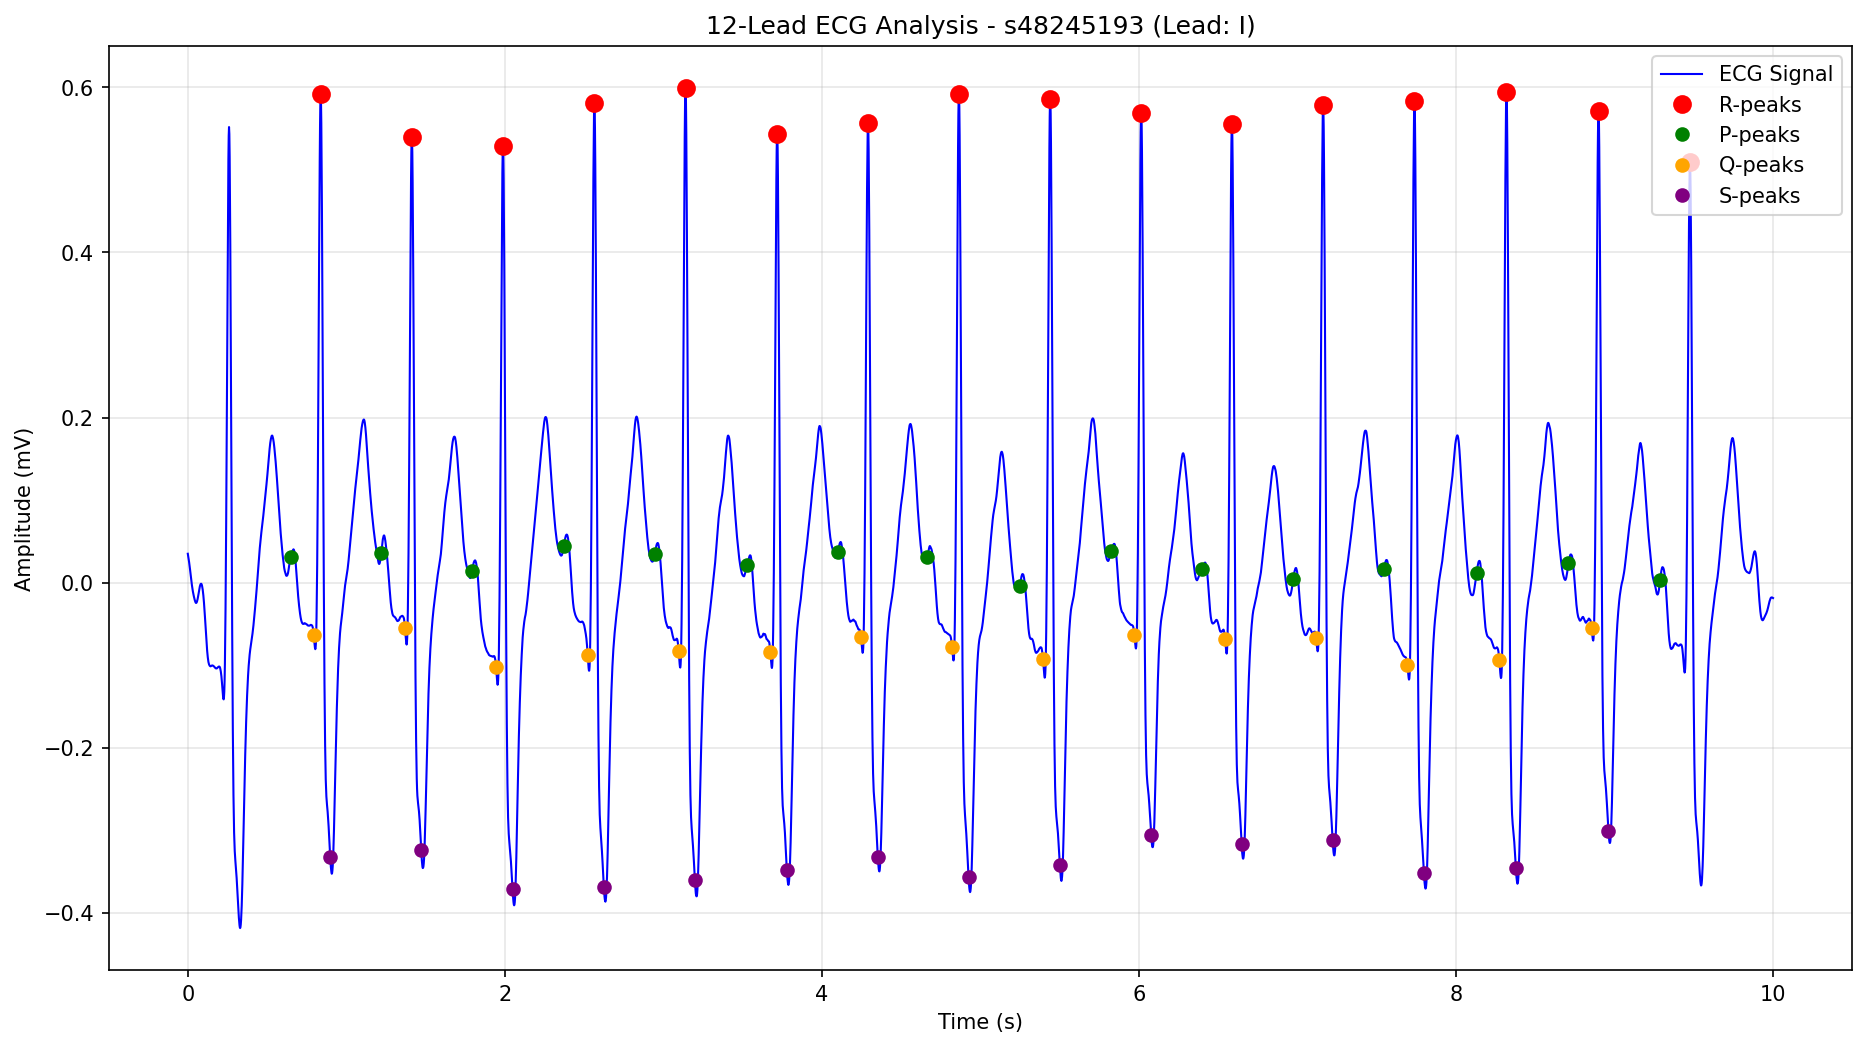 12-Lead ECG Analysis - s48245193 (Lead: I)
ECG Signal
R-peaks
P-peaks
Q-peaks
S-peaks
Amplitude (mV)
0.6
0.4
0.2
0.0
−0.2
−0.4
0 2 4 6 8 10
Time (s)